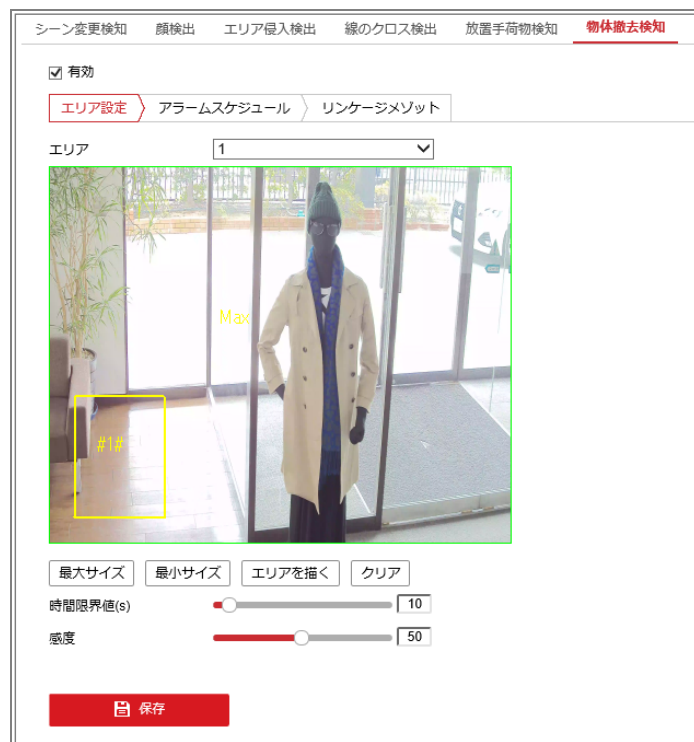 シーン変更検知 顔検出 エリア侵入検出 線のクロス検出 放置手荷物検知 物体撤去検知
有効
エリア設定 アラームスケジュール リンケージメゾット
エリア 1
Max
#1#
最大サイズ 最小サイズ エリアを描く クリア
時間限界値(s) 10
感度 50
保存